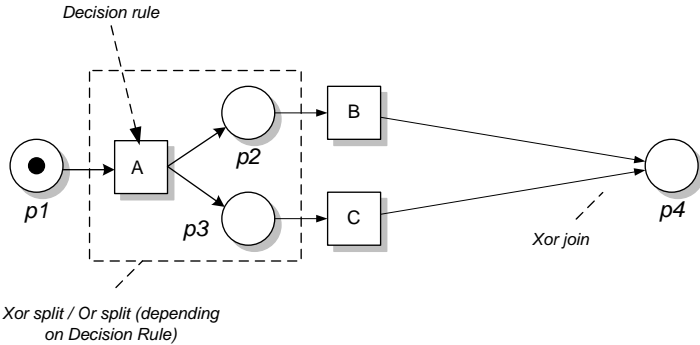 Decision rule
A
p2
B
p1
p3
C
p4
Xor join
Xor split / Or split (depending
on Decision Rule)